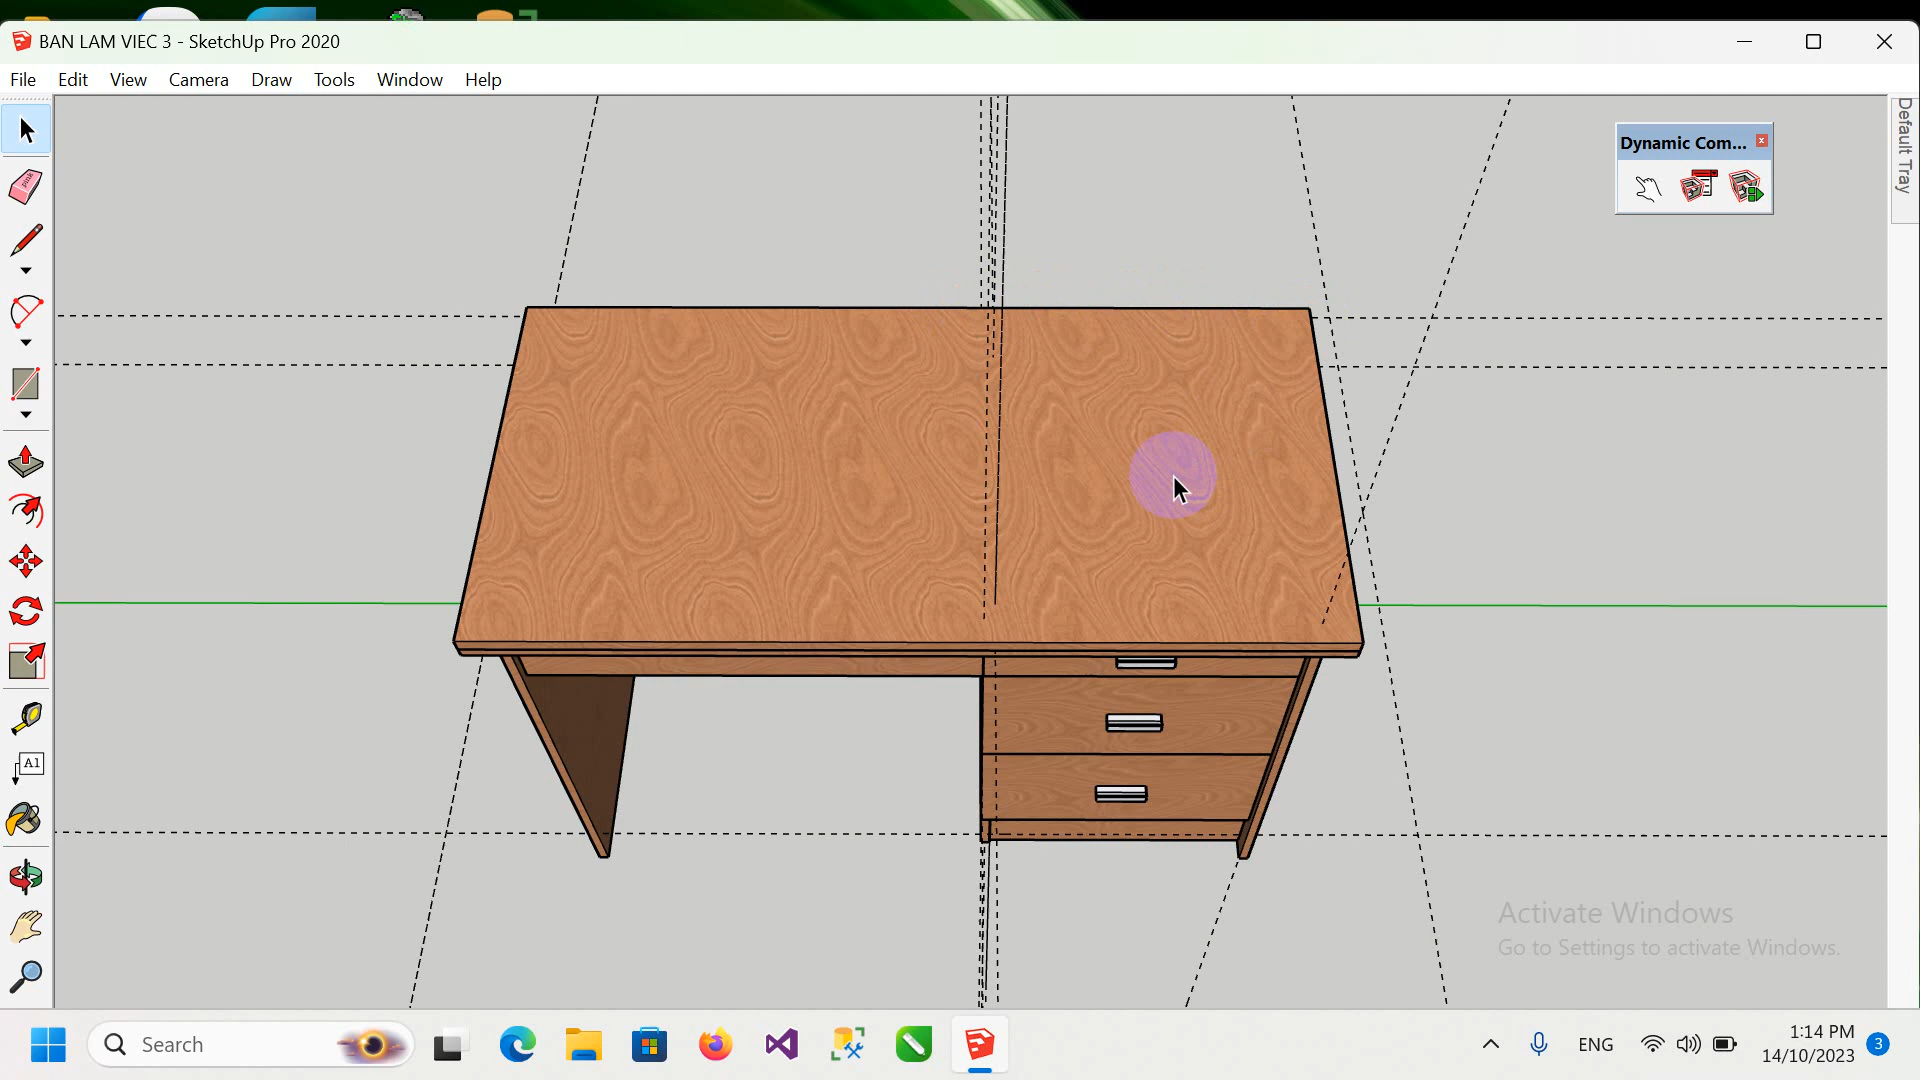 BAN LAM VIEC 3 - SketchUp Pro 2020
File Edit View Camera Draw Tools Window Help
Default Tray
Dynamic Com...
A1
Activate Windows
Go to Settings to activate Windows.
Search
ENG
1:14 PM
14/10/2023
3